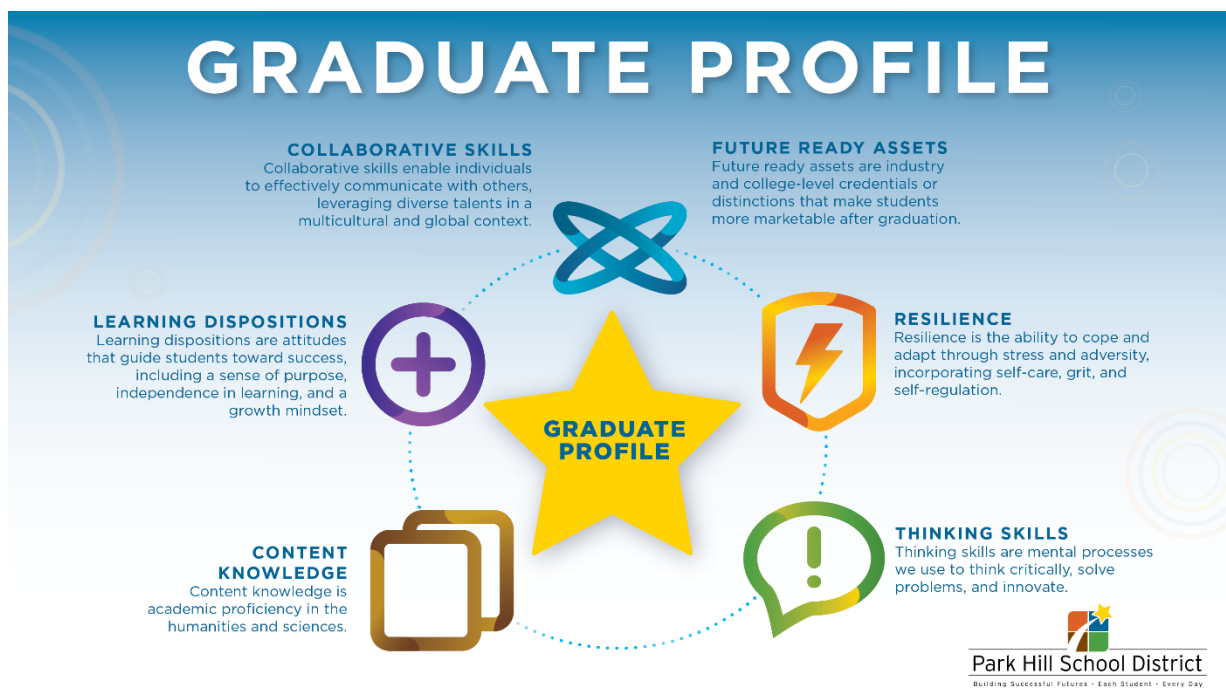 GRADUATE PROFILE
COLLABORATIVE SKILLS
Collaborative skills enable individuals
to effectively communicate with others,
leveraging diverse talents in a
multicultural and global context.
FUTURE READY ASSETS
Future ready assets are industry
and college-level credentials or
distinctions that make students
more marketable after graduation.
LEARNING DISPOSITIONS
Learning dispositions are attitudes
that guide students toward success,
including a sense of purpose,
independence in learning, and a
growth mindset.
RESILIENCE
Resilience is the ability to cope and
adapt through stress and adversity,
incorporating self-care, grit, and
self-regulation.
GRADUATE
PROFILE
CONTENT
KNOWLEDGE
Content knowledge is
academic proficiency in the
humanities and sciences.
THINKING SKILLS
Thinking skills are mental processes
we use to think critically, solve
problems, and innovate.
Park Hill School District
Building Successful Futures • Each Student • Every Day